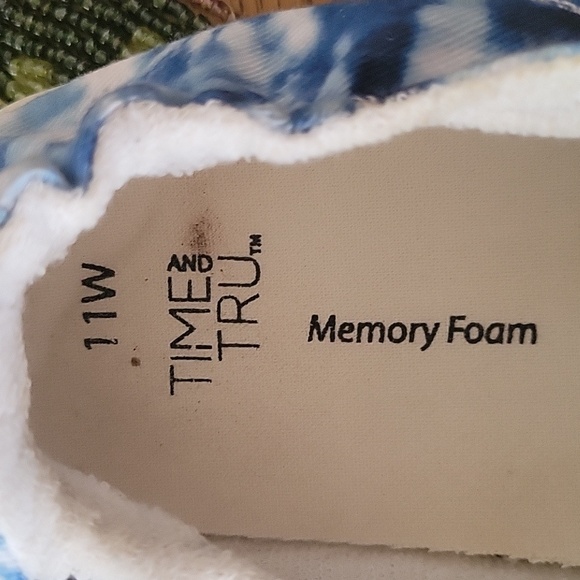 11W
TIME AND
TRU™
Memory Foam